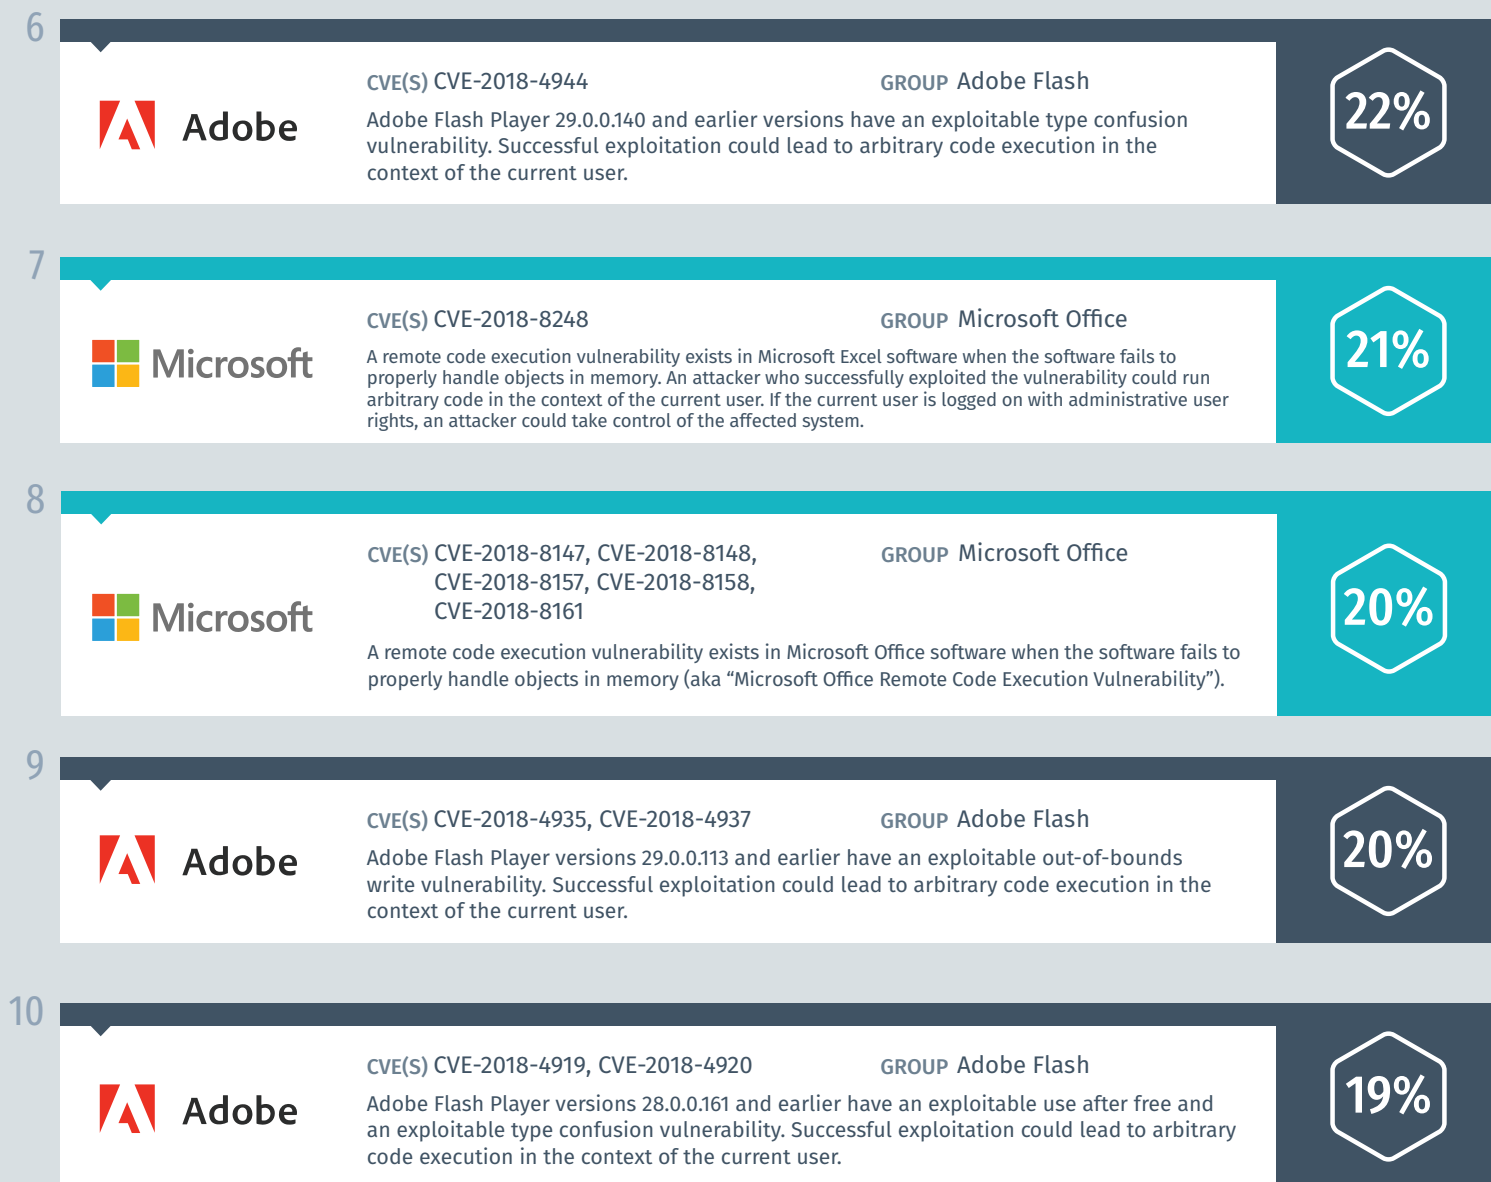 6
Adobe
CVE(S) CVE-2018-4944 GROUP Adobe Flash
Adobe Flash Player 29.0.0.140 and earlier versions have an exploitable type confusion
vulnerability. Successful exploitation could lead to arbitrary code execution in the
context of the current user.
22%
7
Microsoft
CVE(S) CVE-2018-8248 GROUP Microsoft Office
A remote code execution vulnerability exists in Microsoft Excel software when the software fails to
properly handle objects in memory. An attacker who successfully exploited the vulnerability could run
arbitrary code in the context of the current user. If the current user is logged on with administrative user
rights, an attacker could take control of the affected system.
21%
8
Microsoft
CVE(S) CVE-2018-8147, CVE-2018-8148, GROUP Microsoft Office
CVE-2018-8157, CVE-2018-8158,
CVE-2018-8161
A remote code execution vulnerability exists in Microsoft Office software when the software fails to
properly handle objects in memory (aka “Microsoft Office Remote Code Execution Vulnerability”).
20%
9
Adobe
CVE(S) CVE-2018-4935, CVE-2018-4937 GROUP Adobe Flash
Adobe Flash Player versions 29.0.0.113 and earlier have an exploitable out-of-bounds
write vulnerability. Successful exploitation could lead to arbitrary code execution in the
context of the current user.
20%
10
Adobe
CVE(S) CVE-2018-4919, CVE-2018-4920 GROUP Adobe Flash
Adobe Flash Player versions 28.0.0.161 and earlier have an exploitable use after free and
an exploitable type confusion vulnerability. Successful exploitation could lead to arbitrary
code execution in the context of the current user.
19%